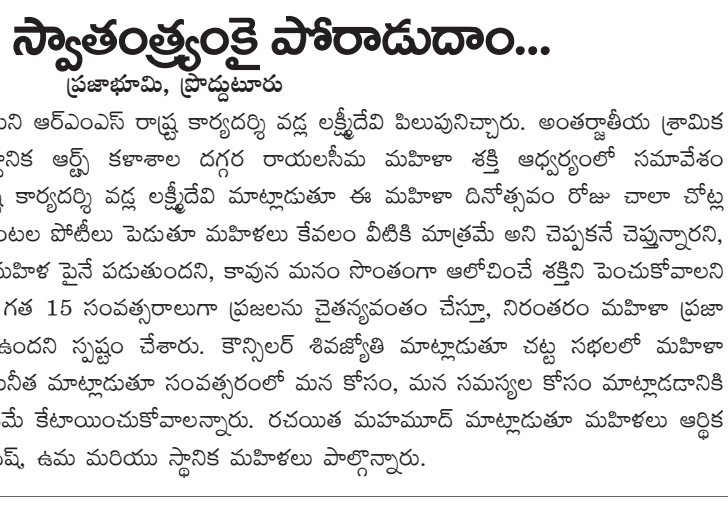 స్వాతంత్ర్యంకై పోరాడుదాం...
ప్రజాభూమి, ప్రొద్దుటూరు
ఆర్ఎంఎస్ రాష్ట్ర కార్యదర్శి వడ్ల లక్ష్మీదేవి పిలుపునిచ్చారు. అంతర్జాతీయ శ్రామిక
ఆర్ట్స్ కళాశాల దగ్గర రాయలసీమ మహిళా శక్తి ఆధ్వర్యంలో సమావేశం
కార్యదర్శి వడ్ల లక్ష్మీదేవి మాట్లాడుతూ ఈ మహిళా దినోత్సవం రోజు చాలా చోట్ల
పోటీలు పెడుతూ మహిళలు కేవలం వీటికి మాత్రమే అని చెప్పకనే చెప్తున్నారని,
పైనే పడుతుందని, కావున మనం సొంతంగా ఆలోచించే శక్తిని పెంచుకోవాలని
గత 15 సంవత్సరాలుగా ప్రజలను చైతన్యవంతం చేస్తూ, నిరంతరం మహిళా ప్రజా
ఉందని స్పష్టం చేశారు. కౌన్సిలర్ శివజ్యోతి మాట్లాడుతూ చట్ట సభలలో మహిళా
మాట్లాడుతూ సంవత్సరంలో మన కోసం, మన సమస్యల కోసం మాట్లాడడానికి
కేటాయించుకోవాలన్నారు. రచయిత మహమూద్ మాట్లాడుతూ మహిళలు ఆర్థిక
ఉమ మరియు స్థానిక మహిళలు పాల్గొన్నారు.